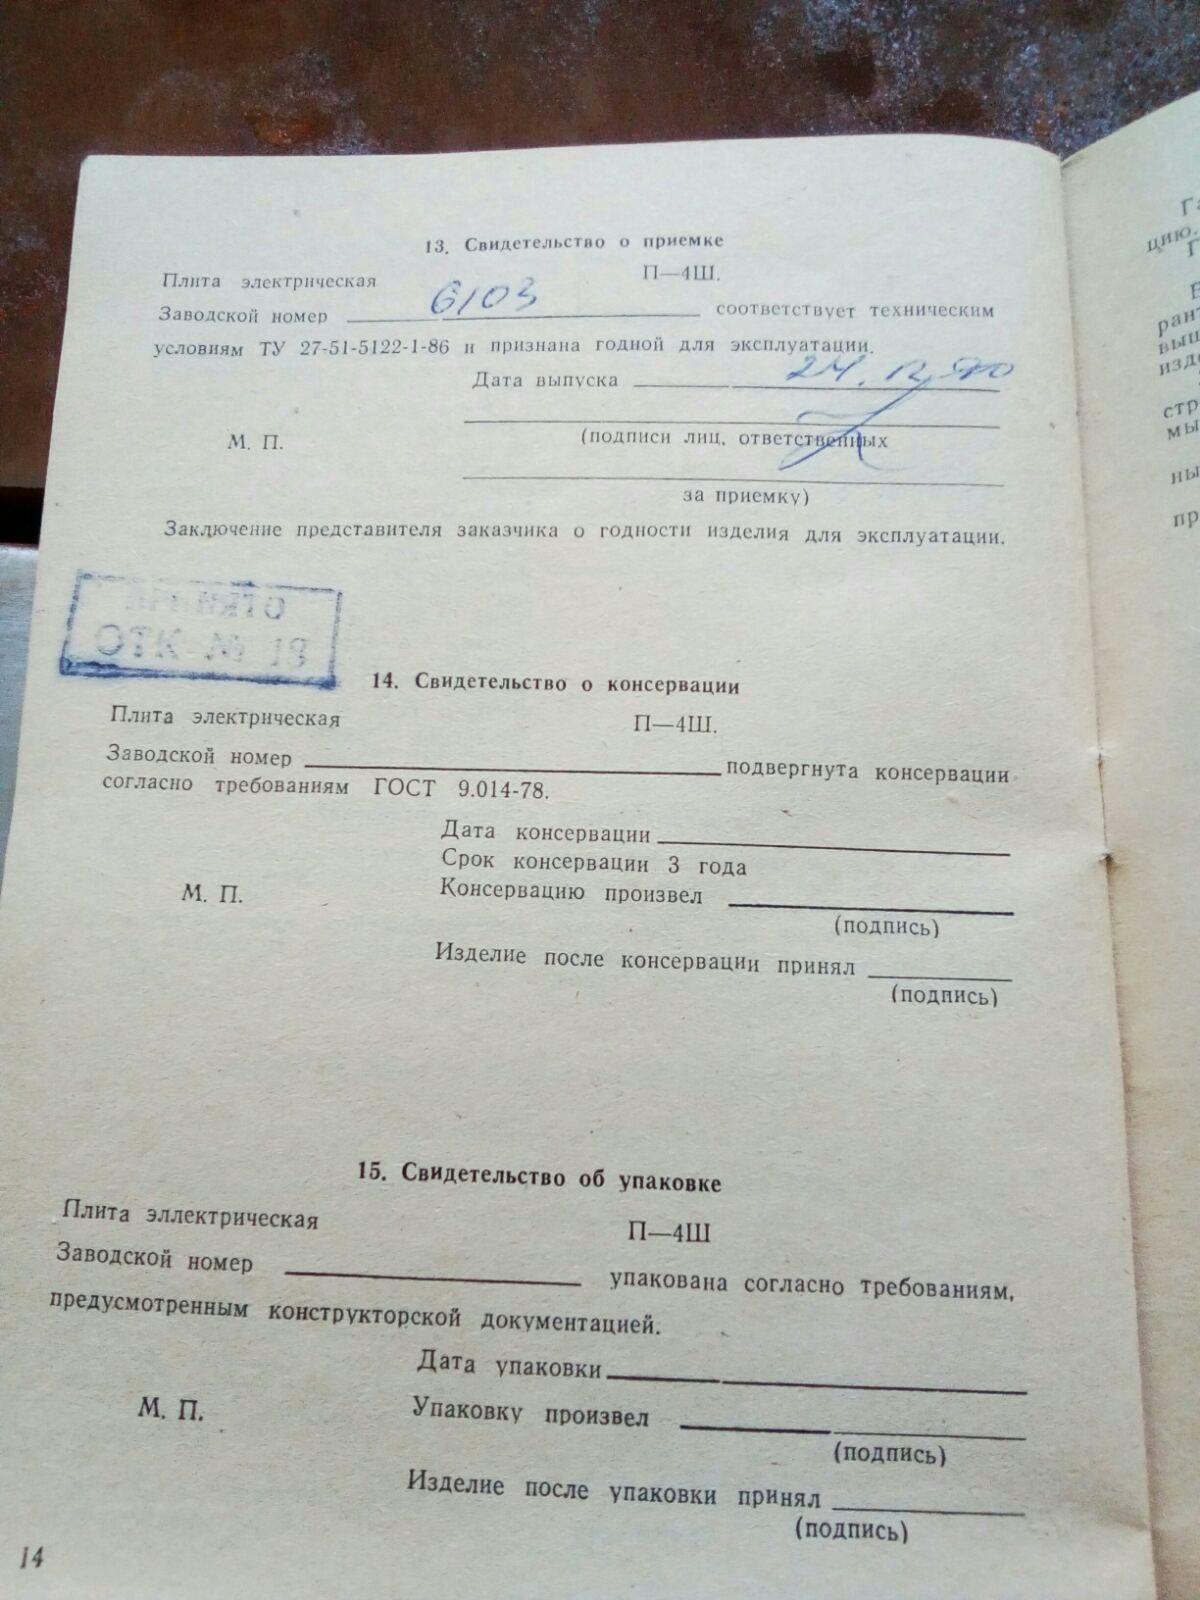 13. Свидетельство о приемке
Плита электрическая П—4Ш.
Заводской номер 6103 соответствует техническим
условиям ТУ 27-51-5122-1-86 и признана годной для эксплуатации.
Дата выпуска 24.12.90
М. П. (подписи лиц, ответственных
за приемку)
Заключение представителя заказчика о годности изделия для эксплуатации.
14. Свидетельство о консервации
Плита электрическая П—4Ш.
Заводской номер подвергнута консервации
согласно требованиям ГОСТ 9.014-78.
Дата консервации
Срок консервации 3 года
М. П. Консервацию произвел
(подпись)
Изделие после консервации принял
(подпись)
15. Свидетельство об упаковке
Плита эллектрическая П—4Ш
Заводской номер упакована согласно требованиям,
предусмотренным конструкторской документацией.
Дата упаковки
М. П. Упаковку произвел
(подпись)
Изделие после упаковки принял
(подпись)
14